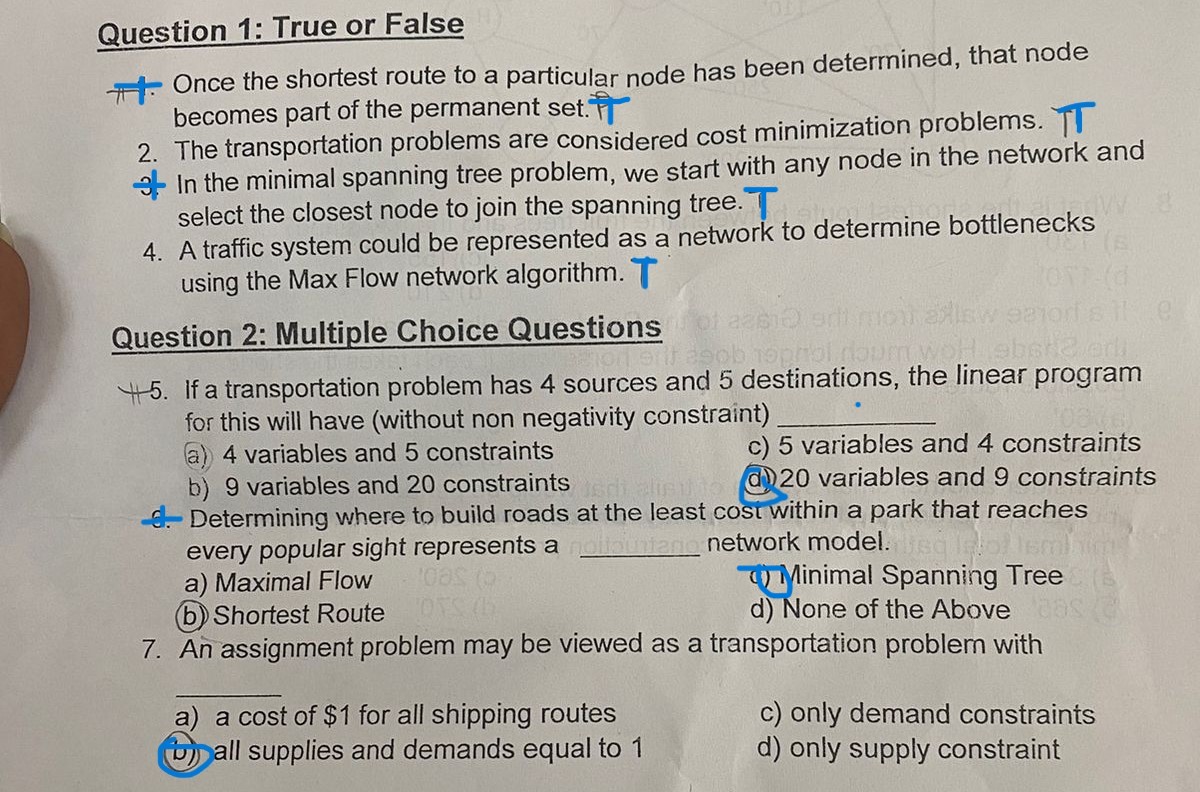 Question 1: True or False
Once the shortest route to a particular node has been determined, that node
becomes part of the permanent set. T
2. The transportation problems are considered cost minimization problems. T T
3. In the minimal spanning tree problem, we start with any node in the network and
select the closest node to join the spanning tree. T
4. A traffic system could be represented as a network to determine bottlenecks
using the Max Flow network algorithm. T
Question 2: Multiple Choice Questions
5. If a transportation problem has 4 sources and 5 destinations, the linear program
for this will have (without non negativity constraint) ____________
a) 4 variables and 5 constraints c) 5 variables and 4 constraints
b) 9 variables and 20 constraints d) 20 variables and 9 constraints
Determining where to build roads at the least cost within a park that reaches
every popular sight represents a _________ network model.
a) Maximal Flow c) Minimal Spanning Tree
b) Shortest Route d) None of the Above
7. An assignment problem may be viewed as a transportation problem with
________
a) a cost of $1 for all shipping routes c) only demand constraints
b) all supplies and demands equal to 1 d) only supply constraint